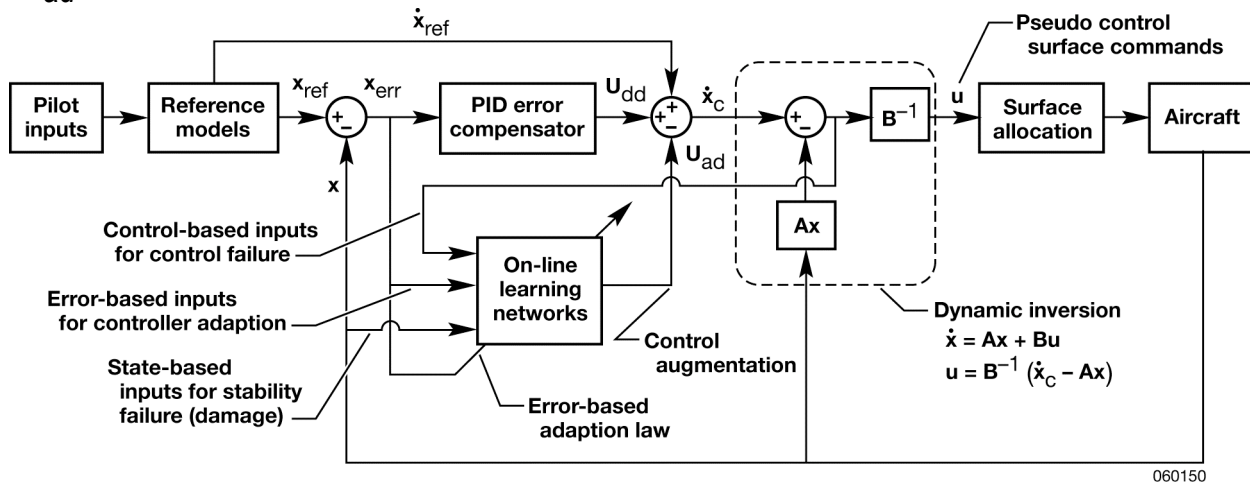 ẋref
Pseudo control
surface commands
Pilot
inputs
Reference
models
xref
+
−
xerr
PID error
compensator
Udd
+
+
−
ẋc
+
−
B−1
u
Surface
allocation
Aircraft
Uad
x
Ax
Control-based inputs
for control failure
On-line
learning
networks
Error-based inputs
for controller adaption
Control
augmentation
Dynamic inversion
ẋ = Ax + Bu
u = B−1 (ẋc − Ax)
State-based
inputs for stability
failure (damage)
Error-based
adaption law
060150